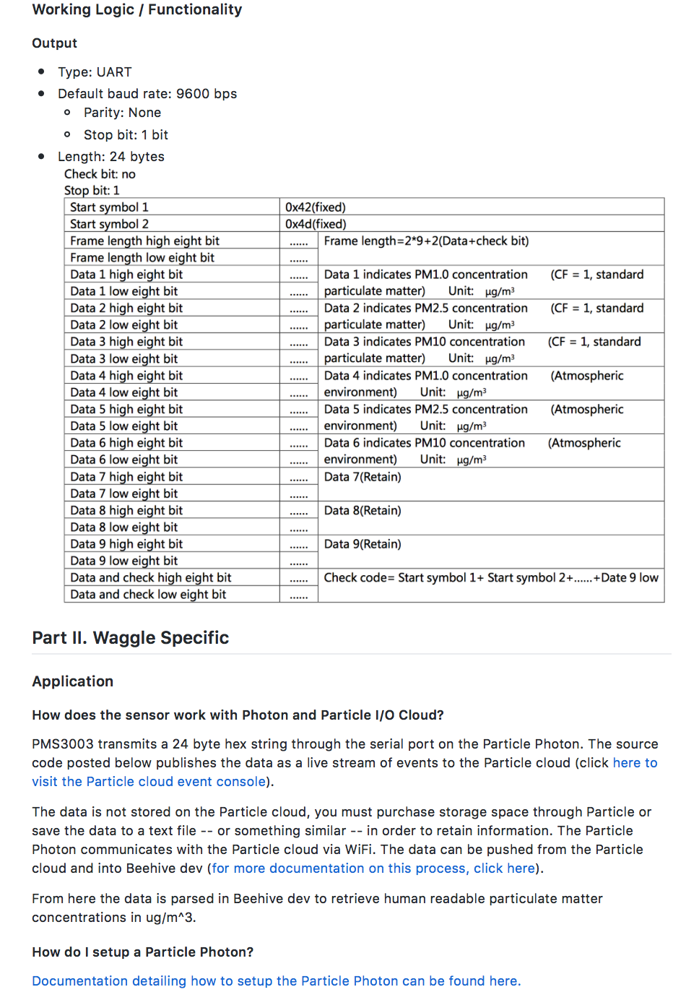 Working Logic / Functionality
Output
Type: UART
Default baud rate: 9600 bps
Parity: None
Stop bit: 1 bit
Length: 24 bytes
Check bit: no
Stop bit: 1
Start symbol 1 0x42(fixed)
Start symbol 2 0x4d(fixed)
Frame length high eight bit ...... Frame length=2*9+2(Data+check bit)
Frame length low eight bit ......
Data 1 high eight bit ...... Data 1 indicates PM1.0 concentration (CF = 1, standard
Data 1 low eight bit ...... particulate matter) Unit: μg/m³
Data 2 high eight bit ...... Data 2 indicates PM2.5 concentration (CF = 1, standard
Data 2 low eight bit ...... particulate matter) Unit: μg/m³
Data 3 high eight bit ...... Data 3 indicates PM10 concentration (CF = 1, standard
Data 3 low eight bit ...... particulate matter) Unit: μg/m³
Data 4 high eight bit ...... Data 4 indicates PM1.0 concentration (Atmospheric
Data 4 low eight bit ...... environment) Unit: μg/m³
Data 5 high eight bit ...... Data 5 indicates PM2.5 concentration (Atmospheric
Data 5 low eight bit ...... environment) Unit: μg/m³
Data 6 high eight bit ...... Data 6 indicates PM10 concentration (Atmospheric
Data 6 low eight bit ...... environment) Unit: μg/m³
Data 7 high eight bit ...... Data 7(Retain)
Data 7 low eight bit ......
Data 8 high eight bit ...... Data 8(Retain)
Data 8 low eight bit ......
Data 9 high eight bit ...... Data 9(Retain)
Data 9 low eight bit ......
Data and check high eight bit ...... Check code= Start symbol 1+ Start symbol 2+......+Date 9 low
Data and check low eight bit ......
Part II. Waggle Specific
Application
How does the sensor work with Photon and Particle I/O Cloud?
PMS3003 transmits a 24 byte hex string through the serial port on the Particle Photon. The source
code posted below publishes the data as a live stream of events to the Particle cloud (click here to
visit the Particle cloud event console).
The data is not stored on the Particle cloud, you must purchase storage space through Particle or
save the data to a text file -- or something similar -- in order to retain information. The Particle
Photon communicates with the Particle cloud via WiFi. The data can be pushed from the Particle
cloud and into Beehive dev (for more documentation on this process, click here).
From here the data is parsed in Beehive dev to retrieve human readable particulate matter
concentrations in ug/m^3.
How do I setup a Particle Photon?
Documentation detailing how to setup the Particle Photon can be found here.